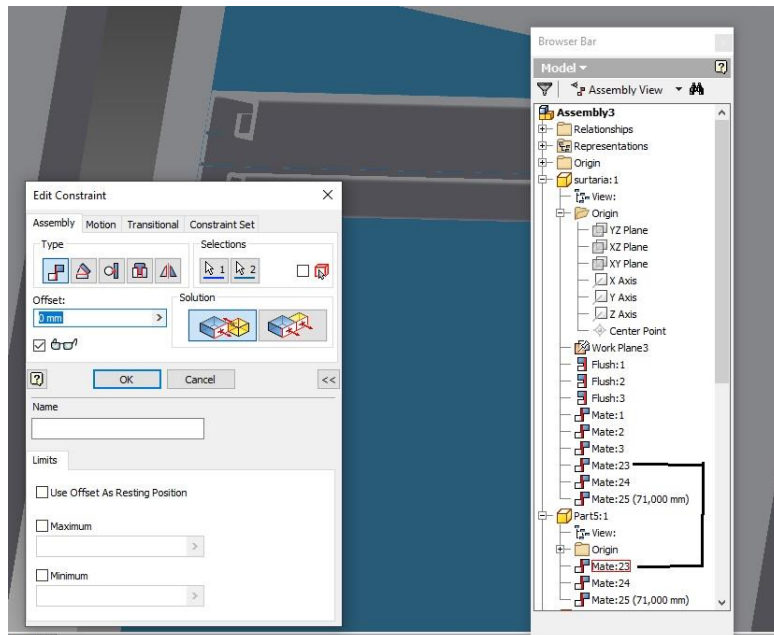 Browser Bar
Model
Assembly View
Assembly3
Relationships
Representations
Origin
surtaria:1
View:
Origin
YZ Plane
XZ Plane
XY Plane
X Axis
Y Axis
Z Axis
Center Point
Work Plane3
Flush:1
Flush:2
Flush:3
Mate:1
Mate:2
Mate:3
Mate:23
Mate:24
Mate:25 (71,000 mm)
Part5:1
View:
Origin
Mate:23
Mate:24
Mate:25 (71,000 mm)
Edit Constraint
Assembly Motion Transitional Constraint Set
Type Selections
1 2
Offset: Solution
0 mm >
OK Cancel <<
Name
Limits
Use Offset As Resting Position
Maximum
>
Minimum
>